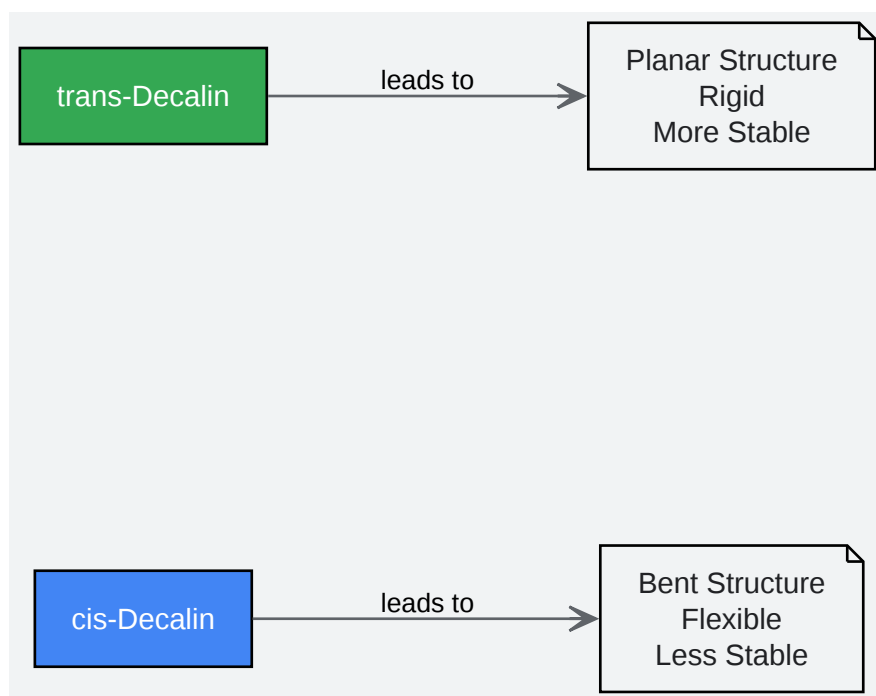 trans-Decalin
leads to
Planar Structure
Rigid
More Stable
cis-Decalin
leads to
Bent Structure
Flexible
Less Stable